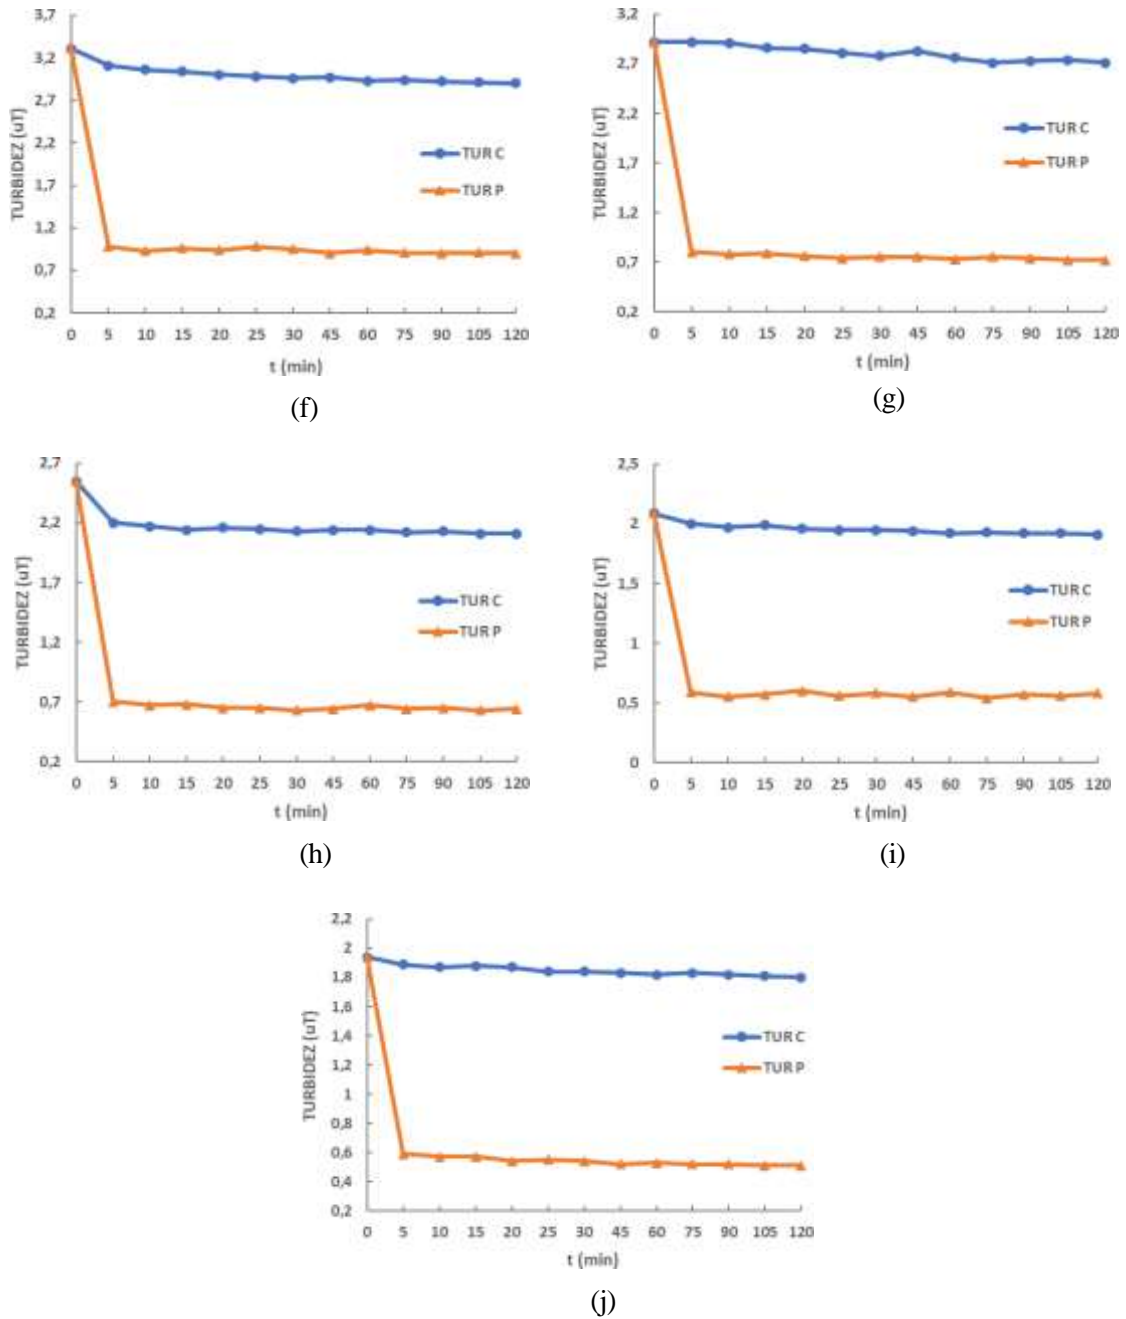 3,7
3,2
2,7
2,2
1,7
1,2
0,7
0,2
TURBIDEZ (uT)
TUR C
TUR P
0 5 10 15 20 25 30 45 60 75 90 105 120
t (min)
(f)
3,2
2,7
2,2
1,7
1,2
0,7
0,2
TURBIDEZ (uT)
TUR C
TUR P
0 5 10 15 20 25 30 45 60 75 90 105 120
t (min)
(g)
2,7
2,2
1,7
1,2
0,7
0,2
TURBIDEZ (uT)
TUR C
TUR P
0 5 10 15 20 25 30 45 60 75 90 105 120
t (min)
(h)
2,5
2
1,5
1
0,5
0
TURBIDEZ (uT)
TUR C
TUR P
0 5 10 15 20 25 30 45 60 75 90 105 120
t (min)
(i)
2,2
2
1,8
1,6
1,4
1,2
1
0,8
0,6
0,4
0,2
TURBIDEZ (uT)
TUR C
TUR P
0 5 10 15 20 25 30 45 60 75 90 105 120
t (min)
(j)